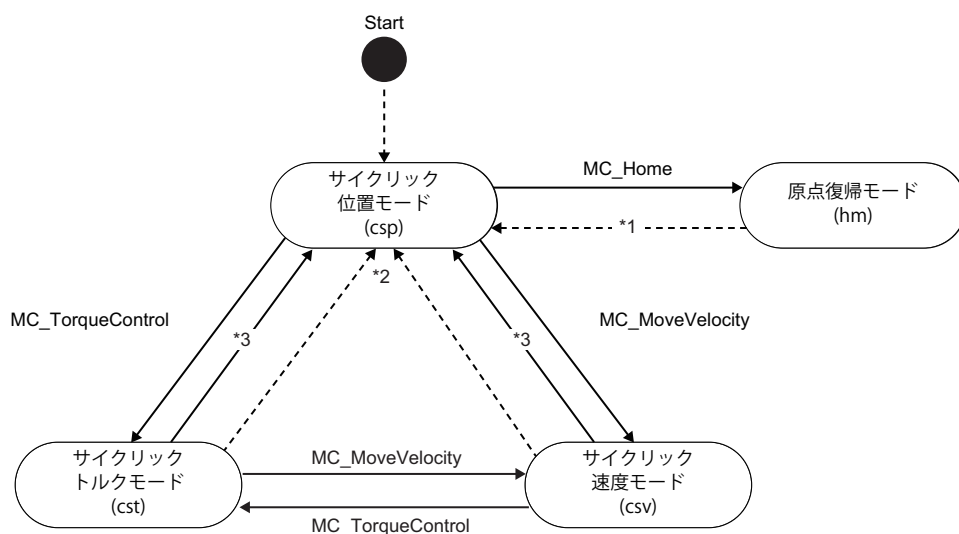 Start
サイクリック
位置モード
(csp)
MC_Home
原点復帰モード
(hm)
*1
*2
MC_TorqueControl
MC_MoveVelocity
*3
*3
サイクリック
トルクモード
(cst)
MC_MoveVelocity
サイクリック
速度モード
(csv)
MC_TorqueControl